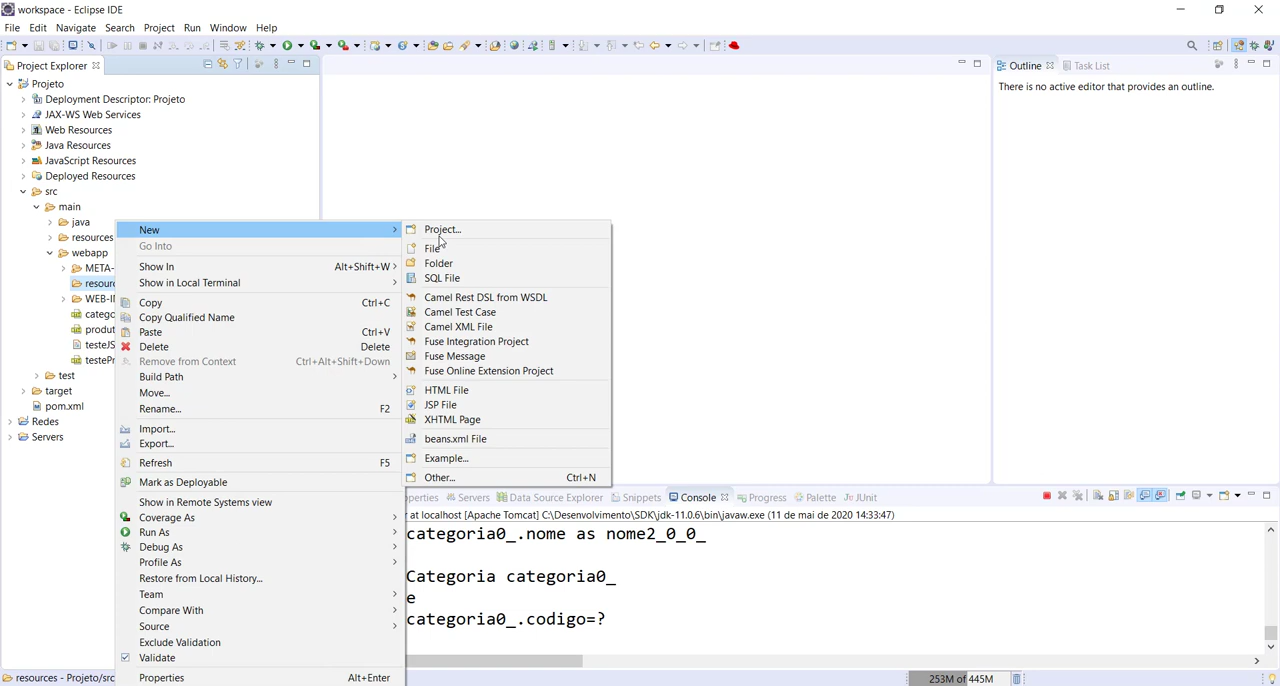 workspace - Eclipse IDE
File Edit Navigate Search Project Run Window Help
Project Explorer
Outline Task List
There is no active editor that provides an outline.
Projeto
Deployment Descriptor: Projeto
JAX-WS Web Services
Web Resources
Java Resources
JavaScript Resources
Deployed Resources
src
main
java
resources
webapp
META-
resourc
WEB-I
catego
produt
testeJS
testePr
test
target
pom.xml
Redes
Servers
New
Go Into
Show In Alt+Shift+W
Show in Local Terminal
Copy Ctrl+C
Copy Qualified Name
Paste Ctrl+V
Delete Delete
Remove from Context Ctrl+Alt+Shift+Down
Build Path
Move...
Rename... F2
Import...
Export...
Refresh F5
Mark as Deployable
Show in Remote Systems view
Coverage As
Run As
Debug As
Profile As
Restore from Local History...
Team
Compare With
Source
Exclude Validation
Validate
Properties Alt+Enter
Project...
File
Folder
SQL File
Camel Rest DSL from WSDL
Camel Test Case
Camel XML File
Fuse Integration Project
Fuse Message
Fuse Online Extension Project
HTML File
JSP File
XHTML Page
beans.xml File
Example...
Other... Ctrl+N
perties Servers Data Source Explorer Snippets Console Progress Palette JUnit
r at localhost [Apache Tomcat] C:\Desenvolvimento\SDK\jdk-11.0.6\bin\javaw.exe (11 de mai de 2020 14:33:47)
categoria0_.nome as nome2_0_0_
Categoria categoria0_
e
categoria0_.codigo=?
resources - Projeto/src
253M of 445M